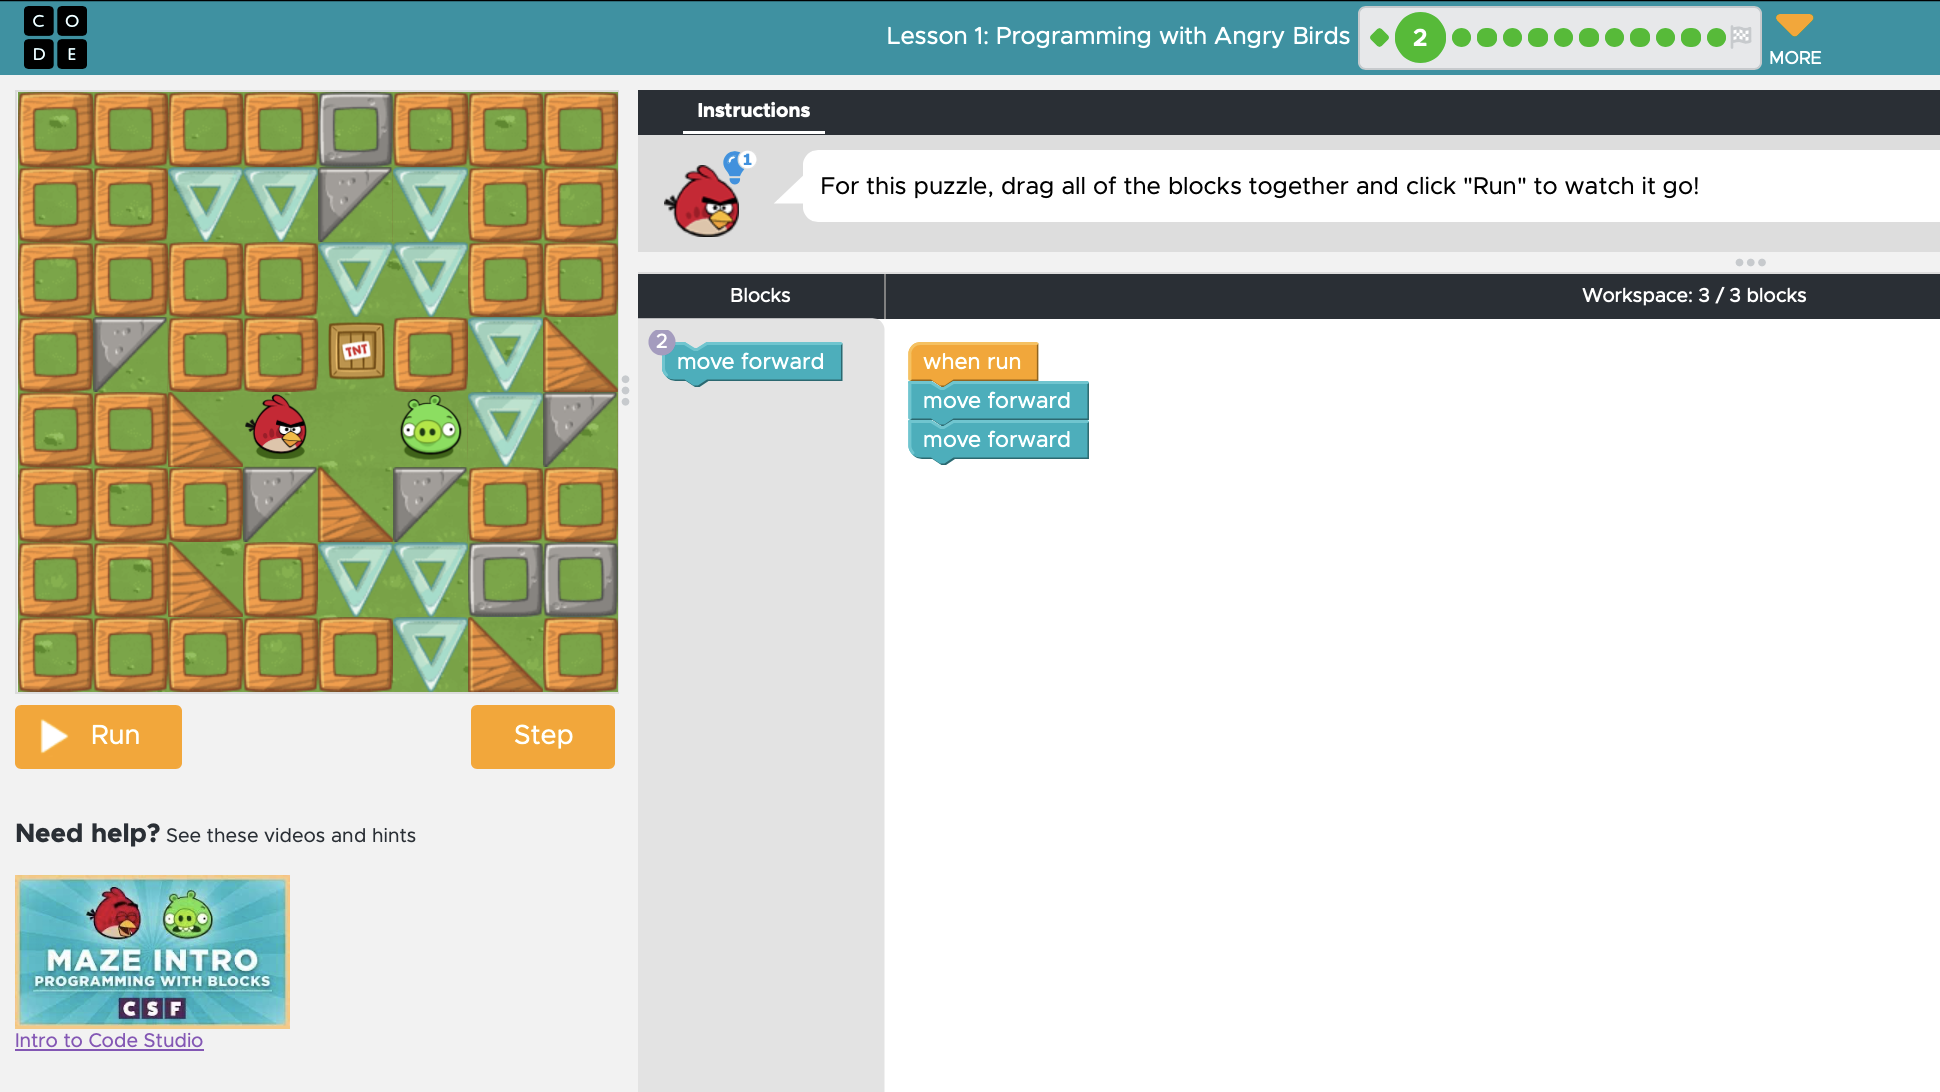 C O
D E
Lesson 1: Programming with Angry Birds
2
MORE
Instructions
1
For this puzzle, drag all of the blocks together and click "Run" to watch it go!
Blocks
Workspace: 3 / 3 blocks
2
move forward
when run
move forward
move forward
TNT
Run
Step
Need help? See these videos and hints
MAZE INTRO
PROGRAMMING WITH BLOCKS
C S F
Intro to Code Studio